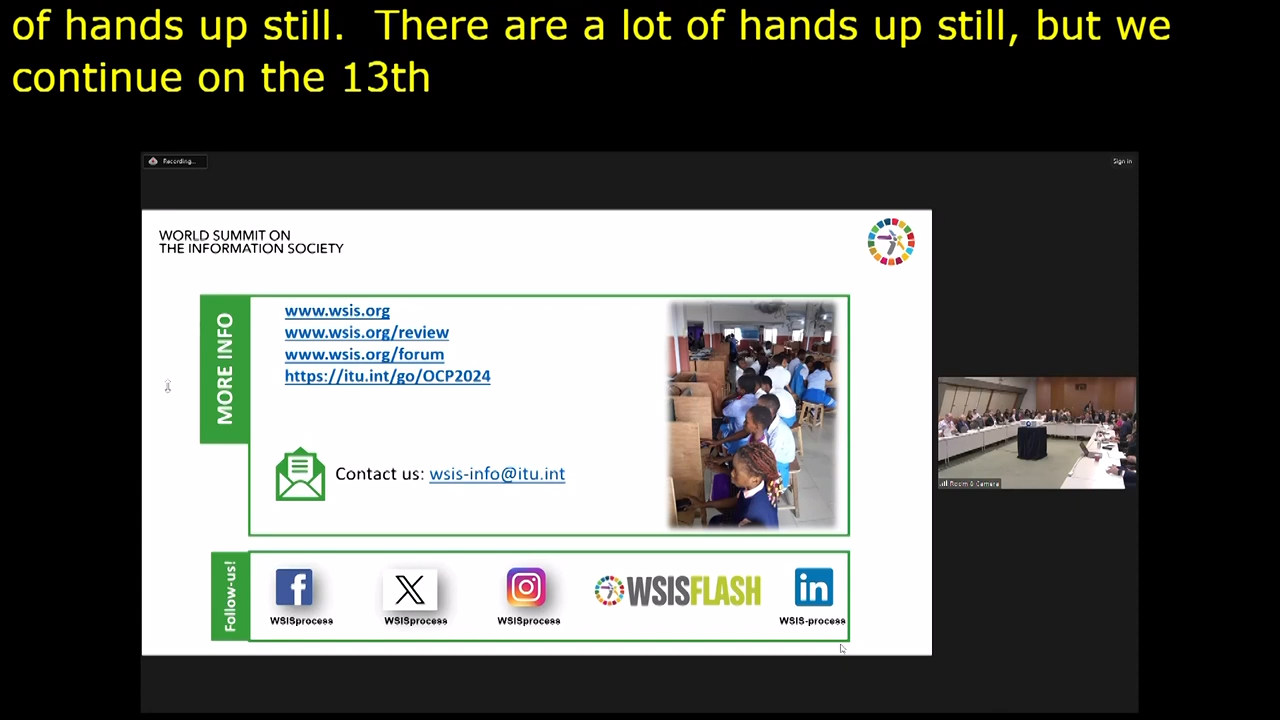 of hands up still.  There are a lot of hands up still, but we
continue on the 13th
Recording...
Sign in
WORLD SUMMIT ON
THE INFORMATION SOCIETY
MORE INFO
www.wsis.org
www.wsis.org/review
www.wsis.org/forum
https://itu.int/go/OCP2024
Contact us: wsis-info@itu.int
Follow-us!
WSISprocess
WSISprocess
WSISprocess
WSISFLASH
WSIS-process
Room 6 Camera